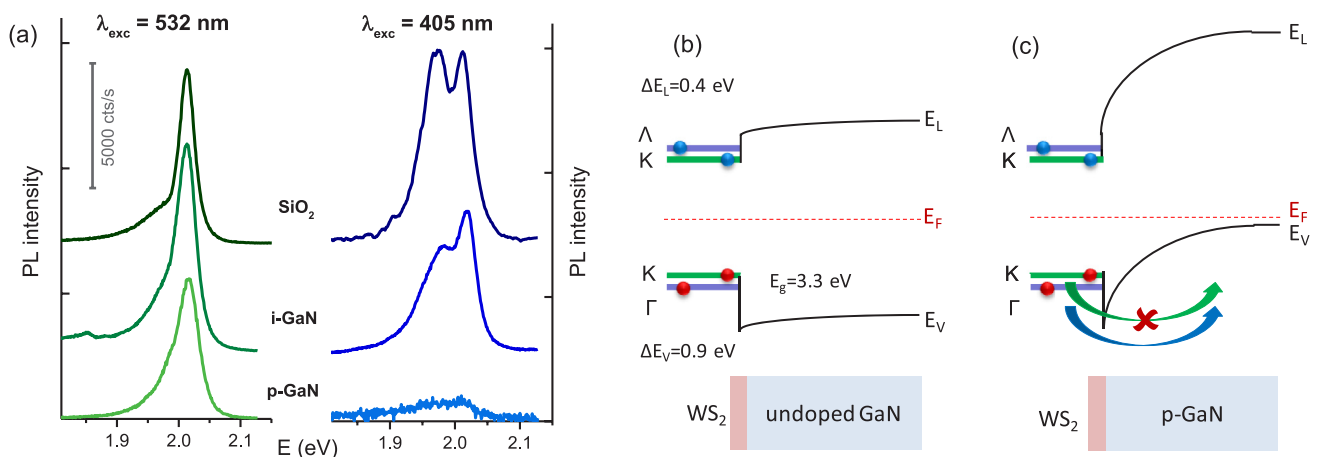 (a)
λexc = 532 nm
λexc = 405 nm
PL intensity
5000 cts/s
SiO2
i-GaN
p-GaN
1.9
2.0
2.1
E (eV)
1.9
2.0
2.1
PL intensity
(b)
ΔEL=0.4 eV
EL
Λ
K
EF
K
Γ
Eg=3.3 eV
EV
ΔEV=0.9 eV
WS2
undoped GaN
(c)
EL
Λ
K
EF
EV
K
Γ
WS2
p-GaN